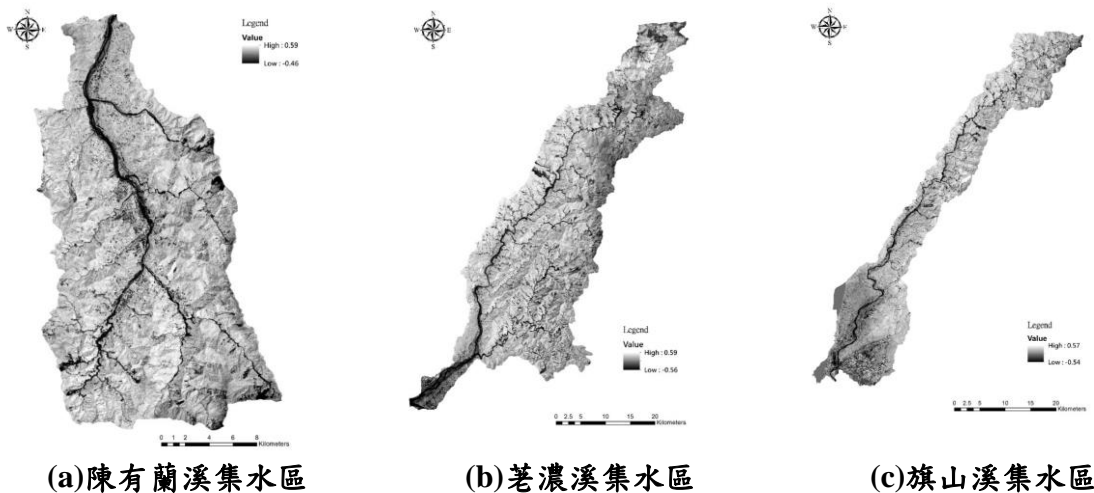 N
W E
S
Legend
Value
High : 0.59
Low : -0.46
0 1 2 4 6 8
Kilometers
(a)陳有蘭溪集水區
N
W E
S
Legend
Value
High : 0.59
Low : -0.56
0 2.5 5 10 15 20
Kilometers
(b)荖濃溪集水區
N
W E
S
Legend
Value
High : 0.57
Low : -0.54
0 2.5 5 10 15 20
Kilometers
(c)旗山溪集水區